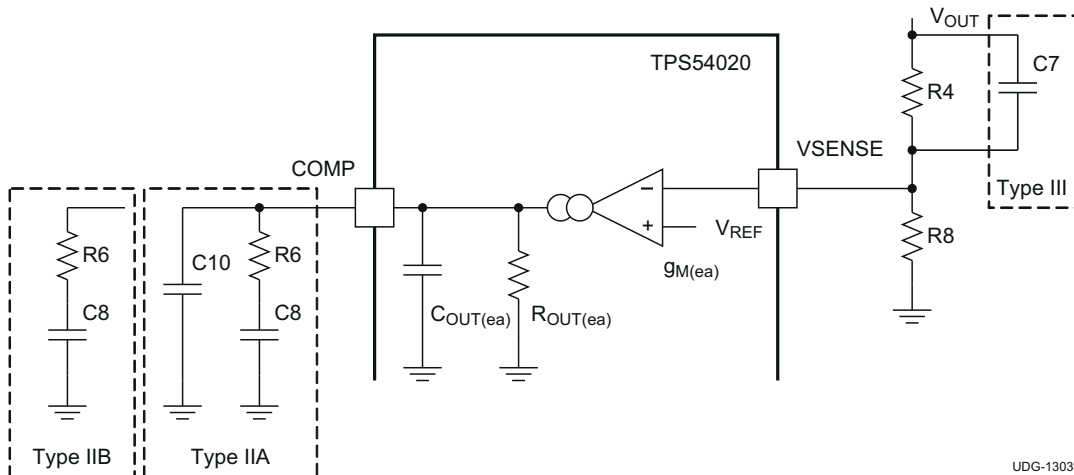 VOUT
C7
TPS54020
R4
VSENSE
COMP
Type III
R6
C10
R6
VREF
R8
gM(ea)
C8
C8
COUT(ea)
ROUT(ea)
Type IIB
Type IIA
UDG-1303